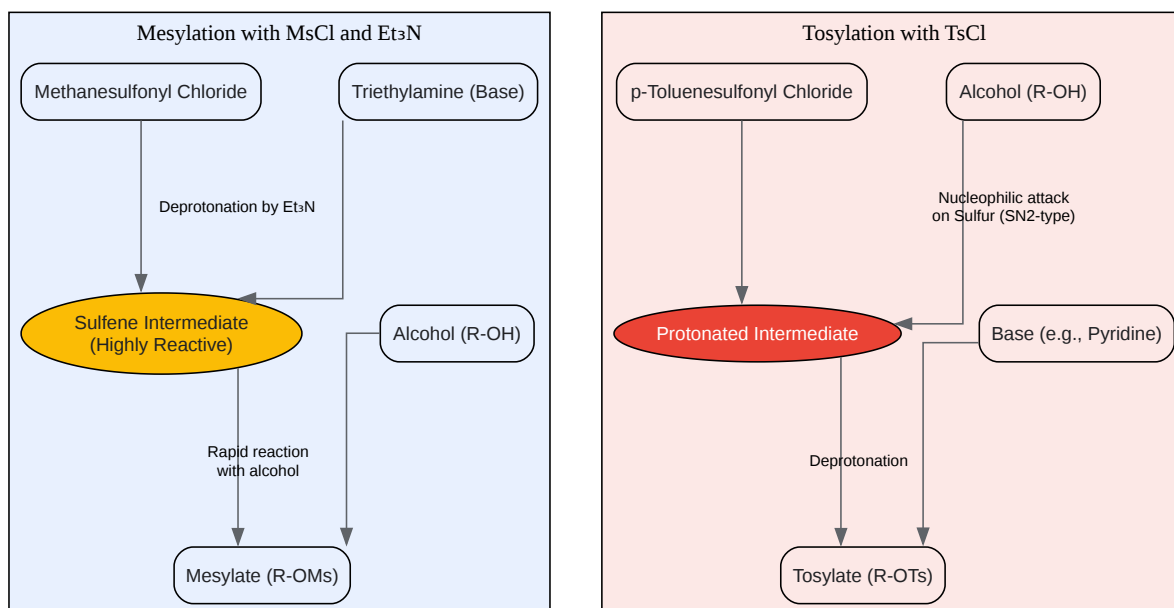 Mesylation with MsCl and Et₃N
Methanesulfonyl Chloride
Triethylamine (Base)
Deprotonation by Et₃N
Sulfene Intermediate
(Highly Reactive)
Alcohol (R-OH)
Rapid reaction
with alcohol
Mesylate (R-OMs)
Tosylation with TsCl
p-Toluenesulfonyl Chloride
Alcohol (R-OH)
Nucleophilic attack
on Sulfur (SN2-type)
Protonated Intermediate
Base (e.g., Pyridine)
Deprotonation
Tosylate (R-OTs)